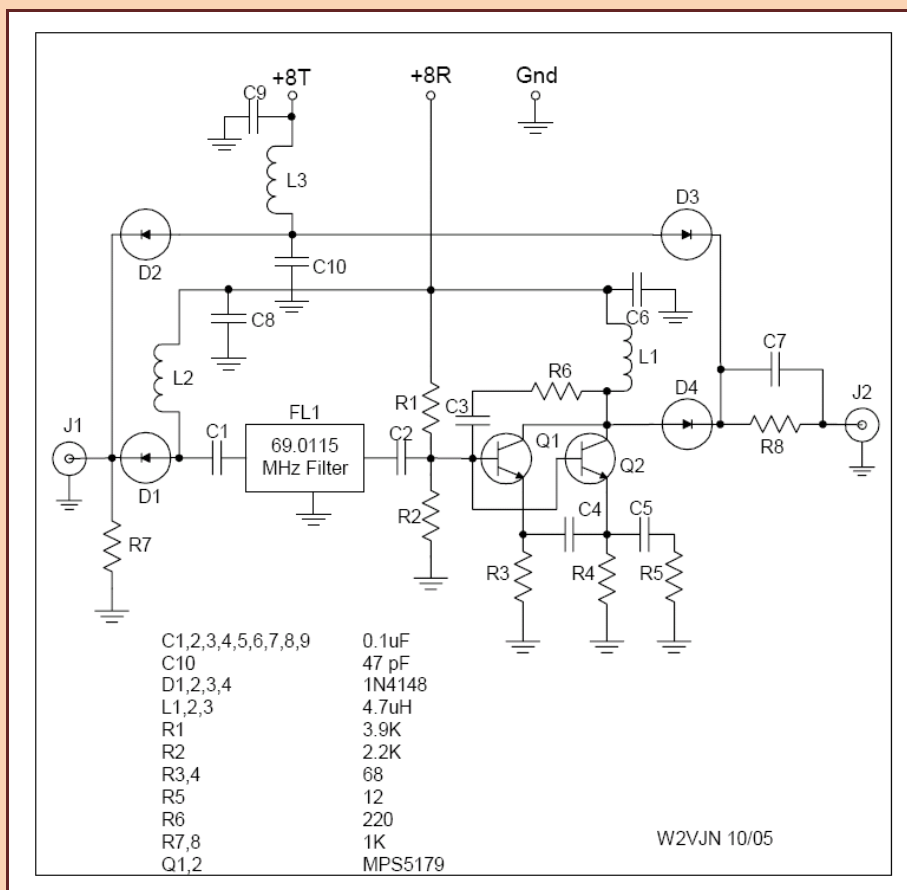 +8T
+8R
Gnd
C9
L3
D3
D2
C10
C8
C6
L1
C7
R6
L2
D4
J1
FL1
R1
C3
J2
C1
69.0115
MHz Filter
C2
Q1
R8
Q2
D1
R2
C4
C5
R7
R3
R4
R5
C1,2,3,4,5,6,7,8,9 0.1uF
C10 47 pF
D1,2,3,4 1N4148
L1,2,3 4.7uH
R1 3.9K
R2 2.2K
R3,4 68
R5 12
R6 220
R7,8 1K
Q1,2 MPS5179
W2VJN 10/05